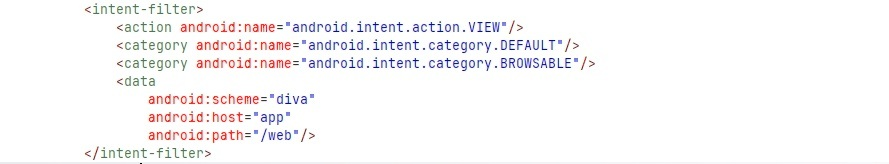 <intent-filter>
<action android:name="android.intent.action.VIEW"/>
<category android:name="android.intent.category.DEFAULT"/>
<category android:name="android.intent.category.BROWSABLE"/>
<data
android:scheme="diva"
android:host="app"
android:path="/web"/>
</intent-filter>